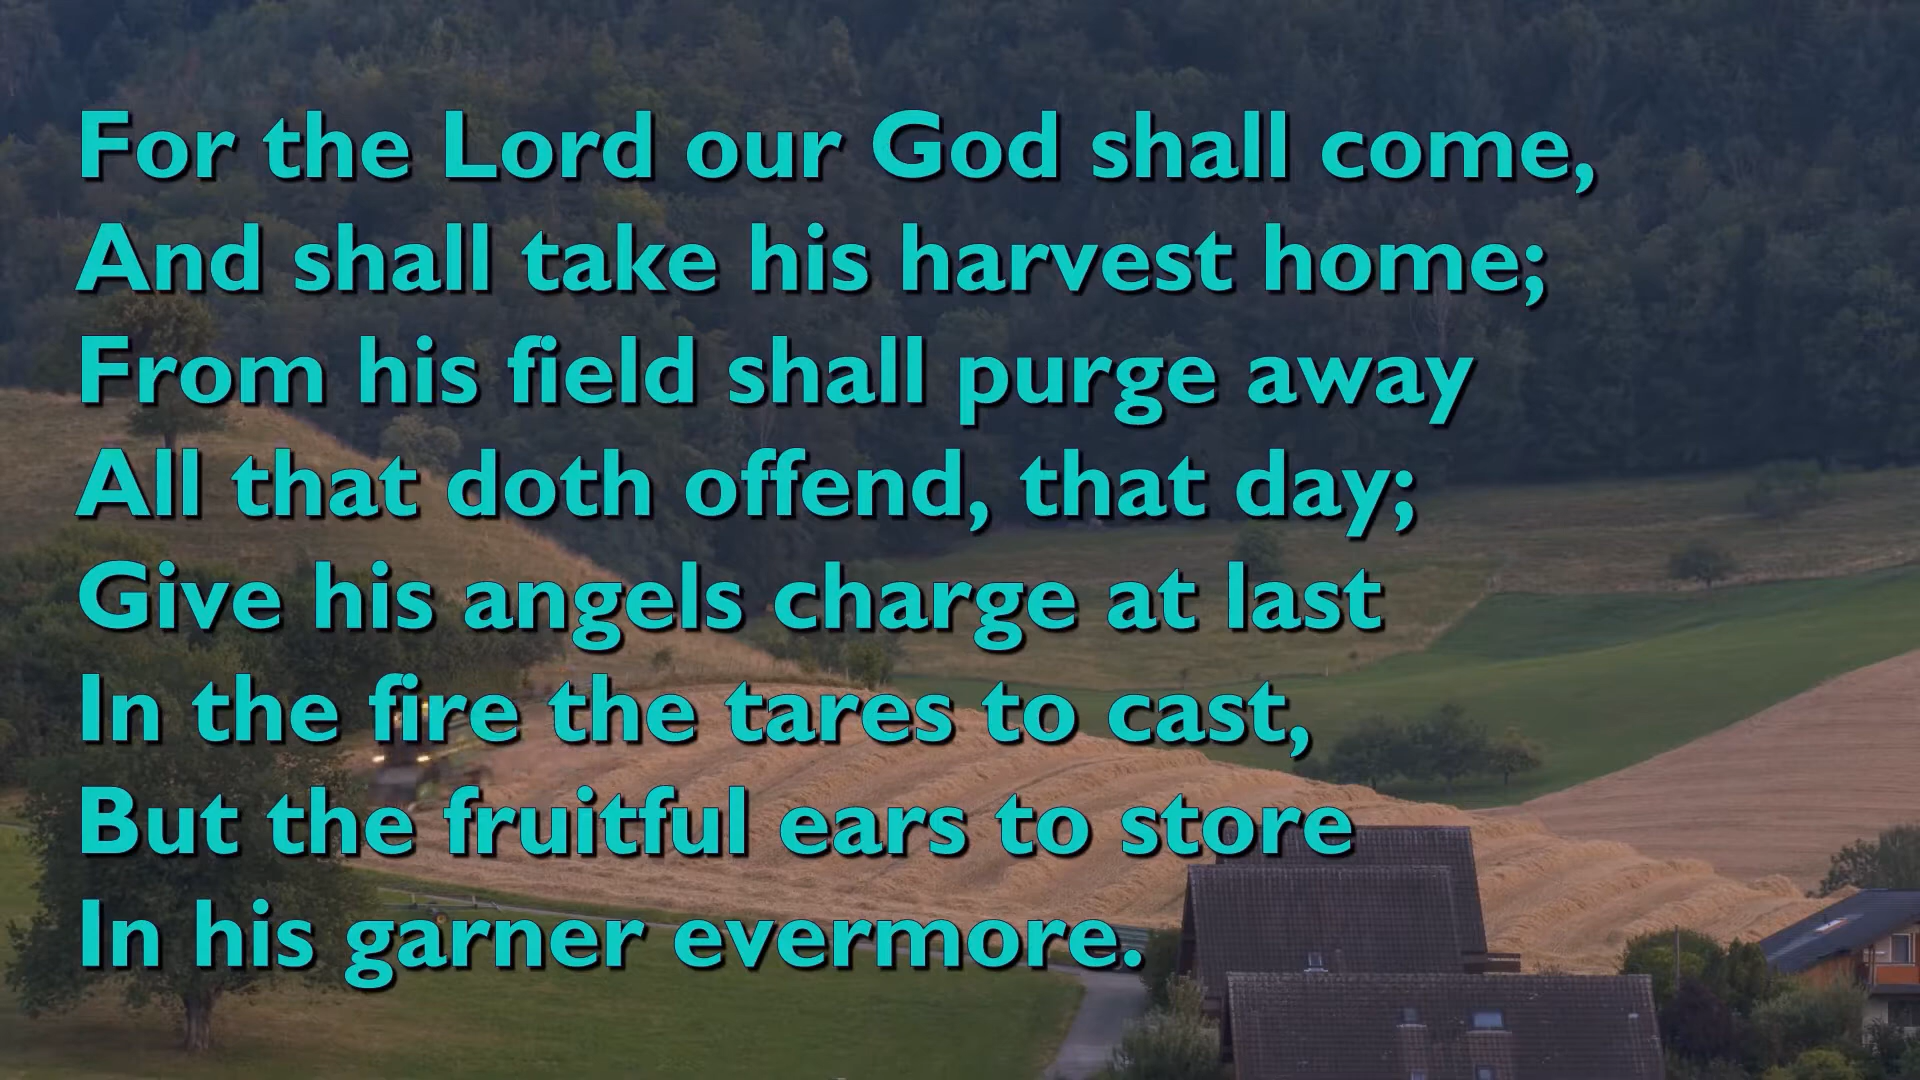 For the Lord our God shall come,
And shall take his harvest home;
From his field shall purge away
All that doth offend, that day;
Give his angels charge at last
In the fire the tares to cast,
But the fruitful ears to store
In his garner evermore.